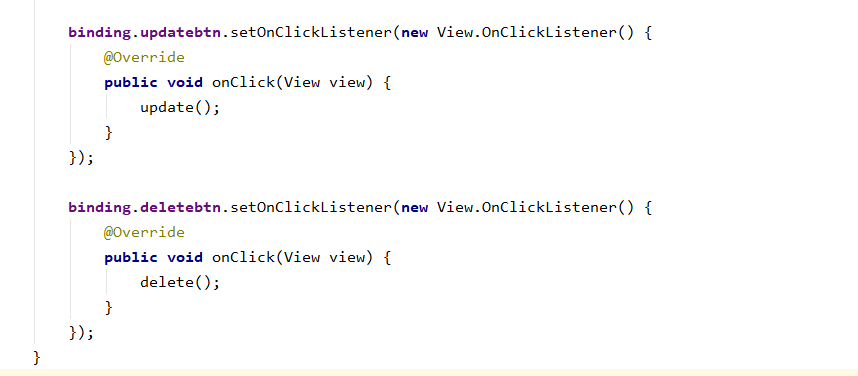 binding.updatebtn.setOnClickListener(new View.OnClickListener() {
@Override
public void onClick(View view) {
update();
}
});
binding.deletebtn.setOnClickListener(new View.OnClickListener() {
@Override
public void onClick(View view) {
delete();
}
});
}